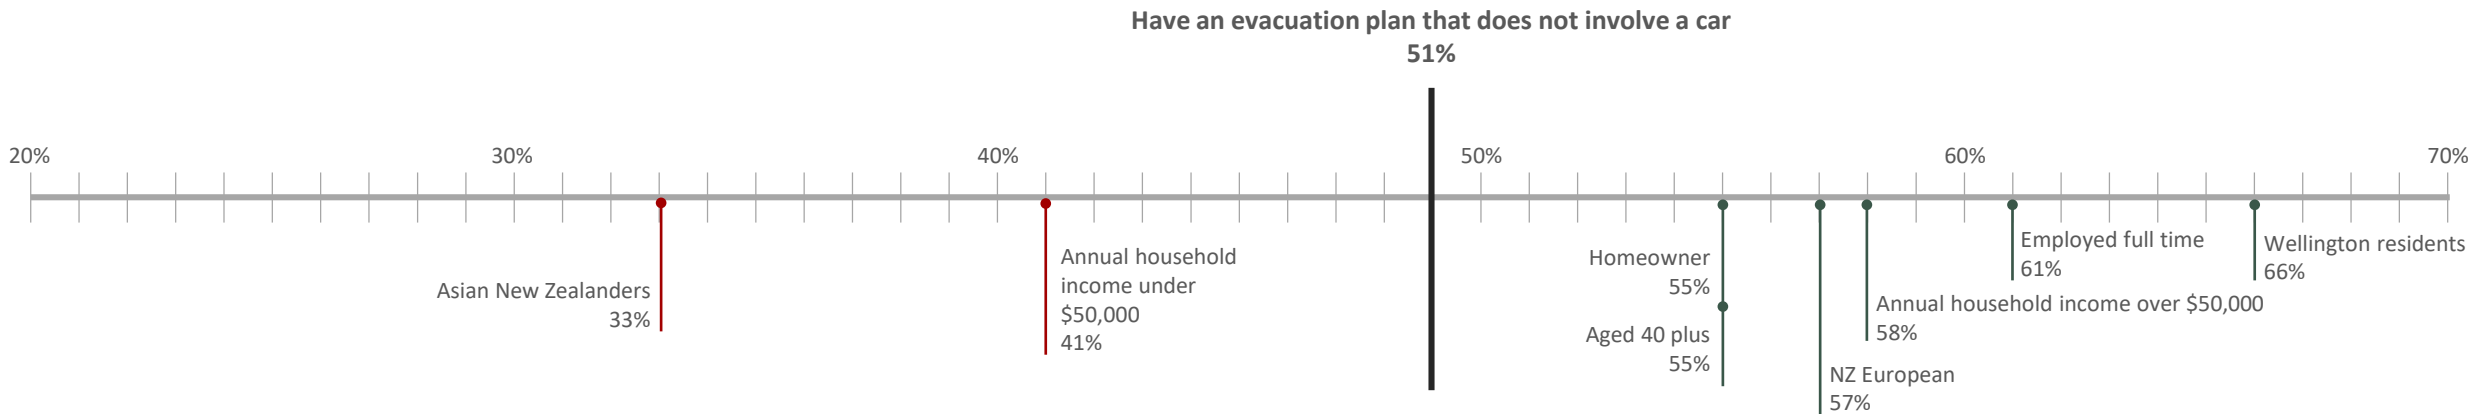 Have an evacuation plan that does not involve a car
51%
20%
30%
40%
50%
60%
70%
Asian New Zealanders
33%
Annual household
income under
$50,000
41%
Homeowner
55%
Aged 40 plus
55%
NZ European
57%
Annual household income over $50,000
58%
Employed full time
61%
Wellington residents
66%